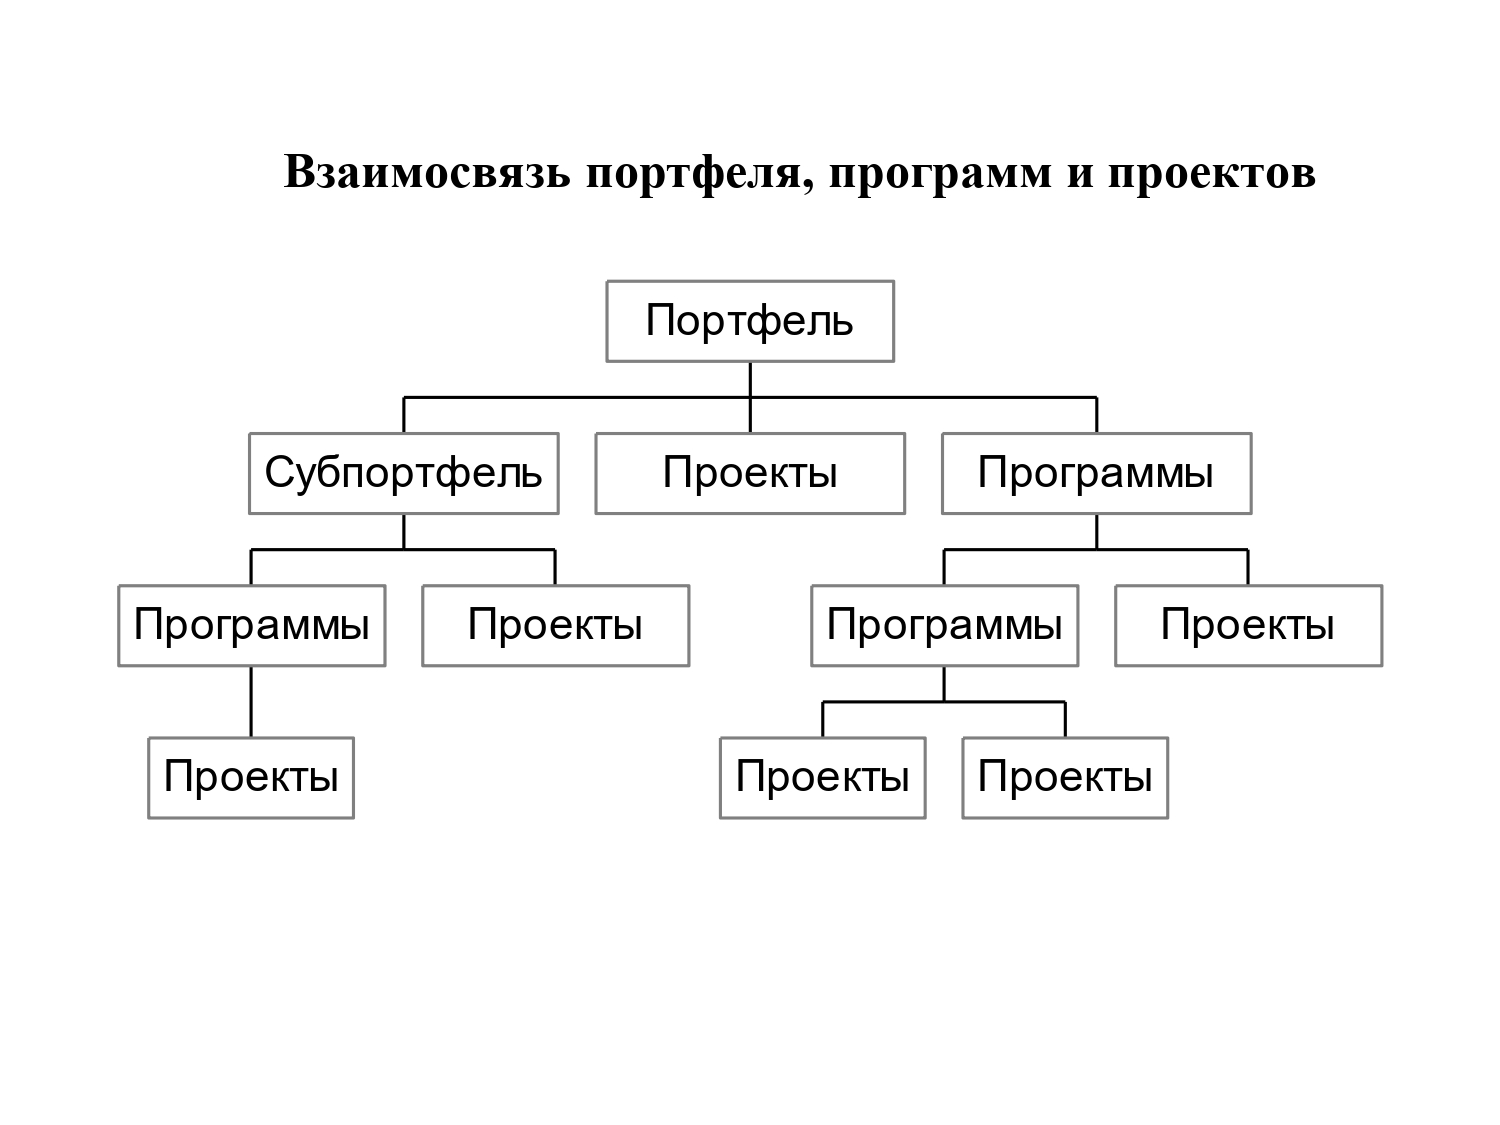 Взаимосвязь портфеля, программ и проектов
Портфель
Субпортфель
Проекты
Программы
Программы
Проекты
Программы
Проекты
Проекты
Проекты
Проекты